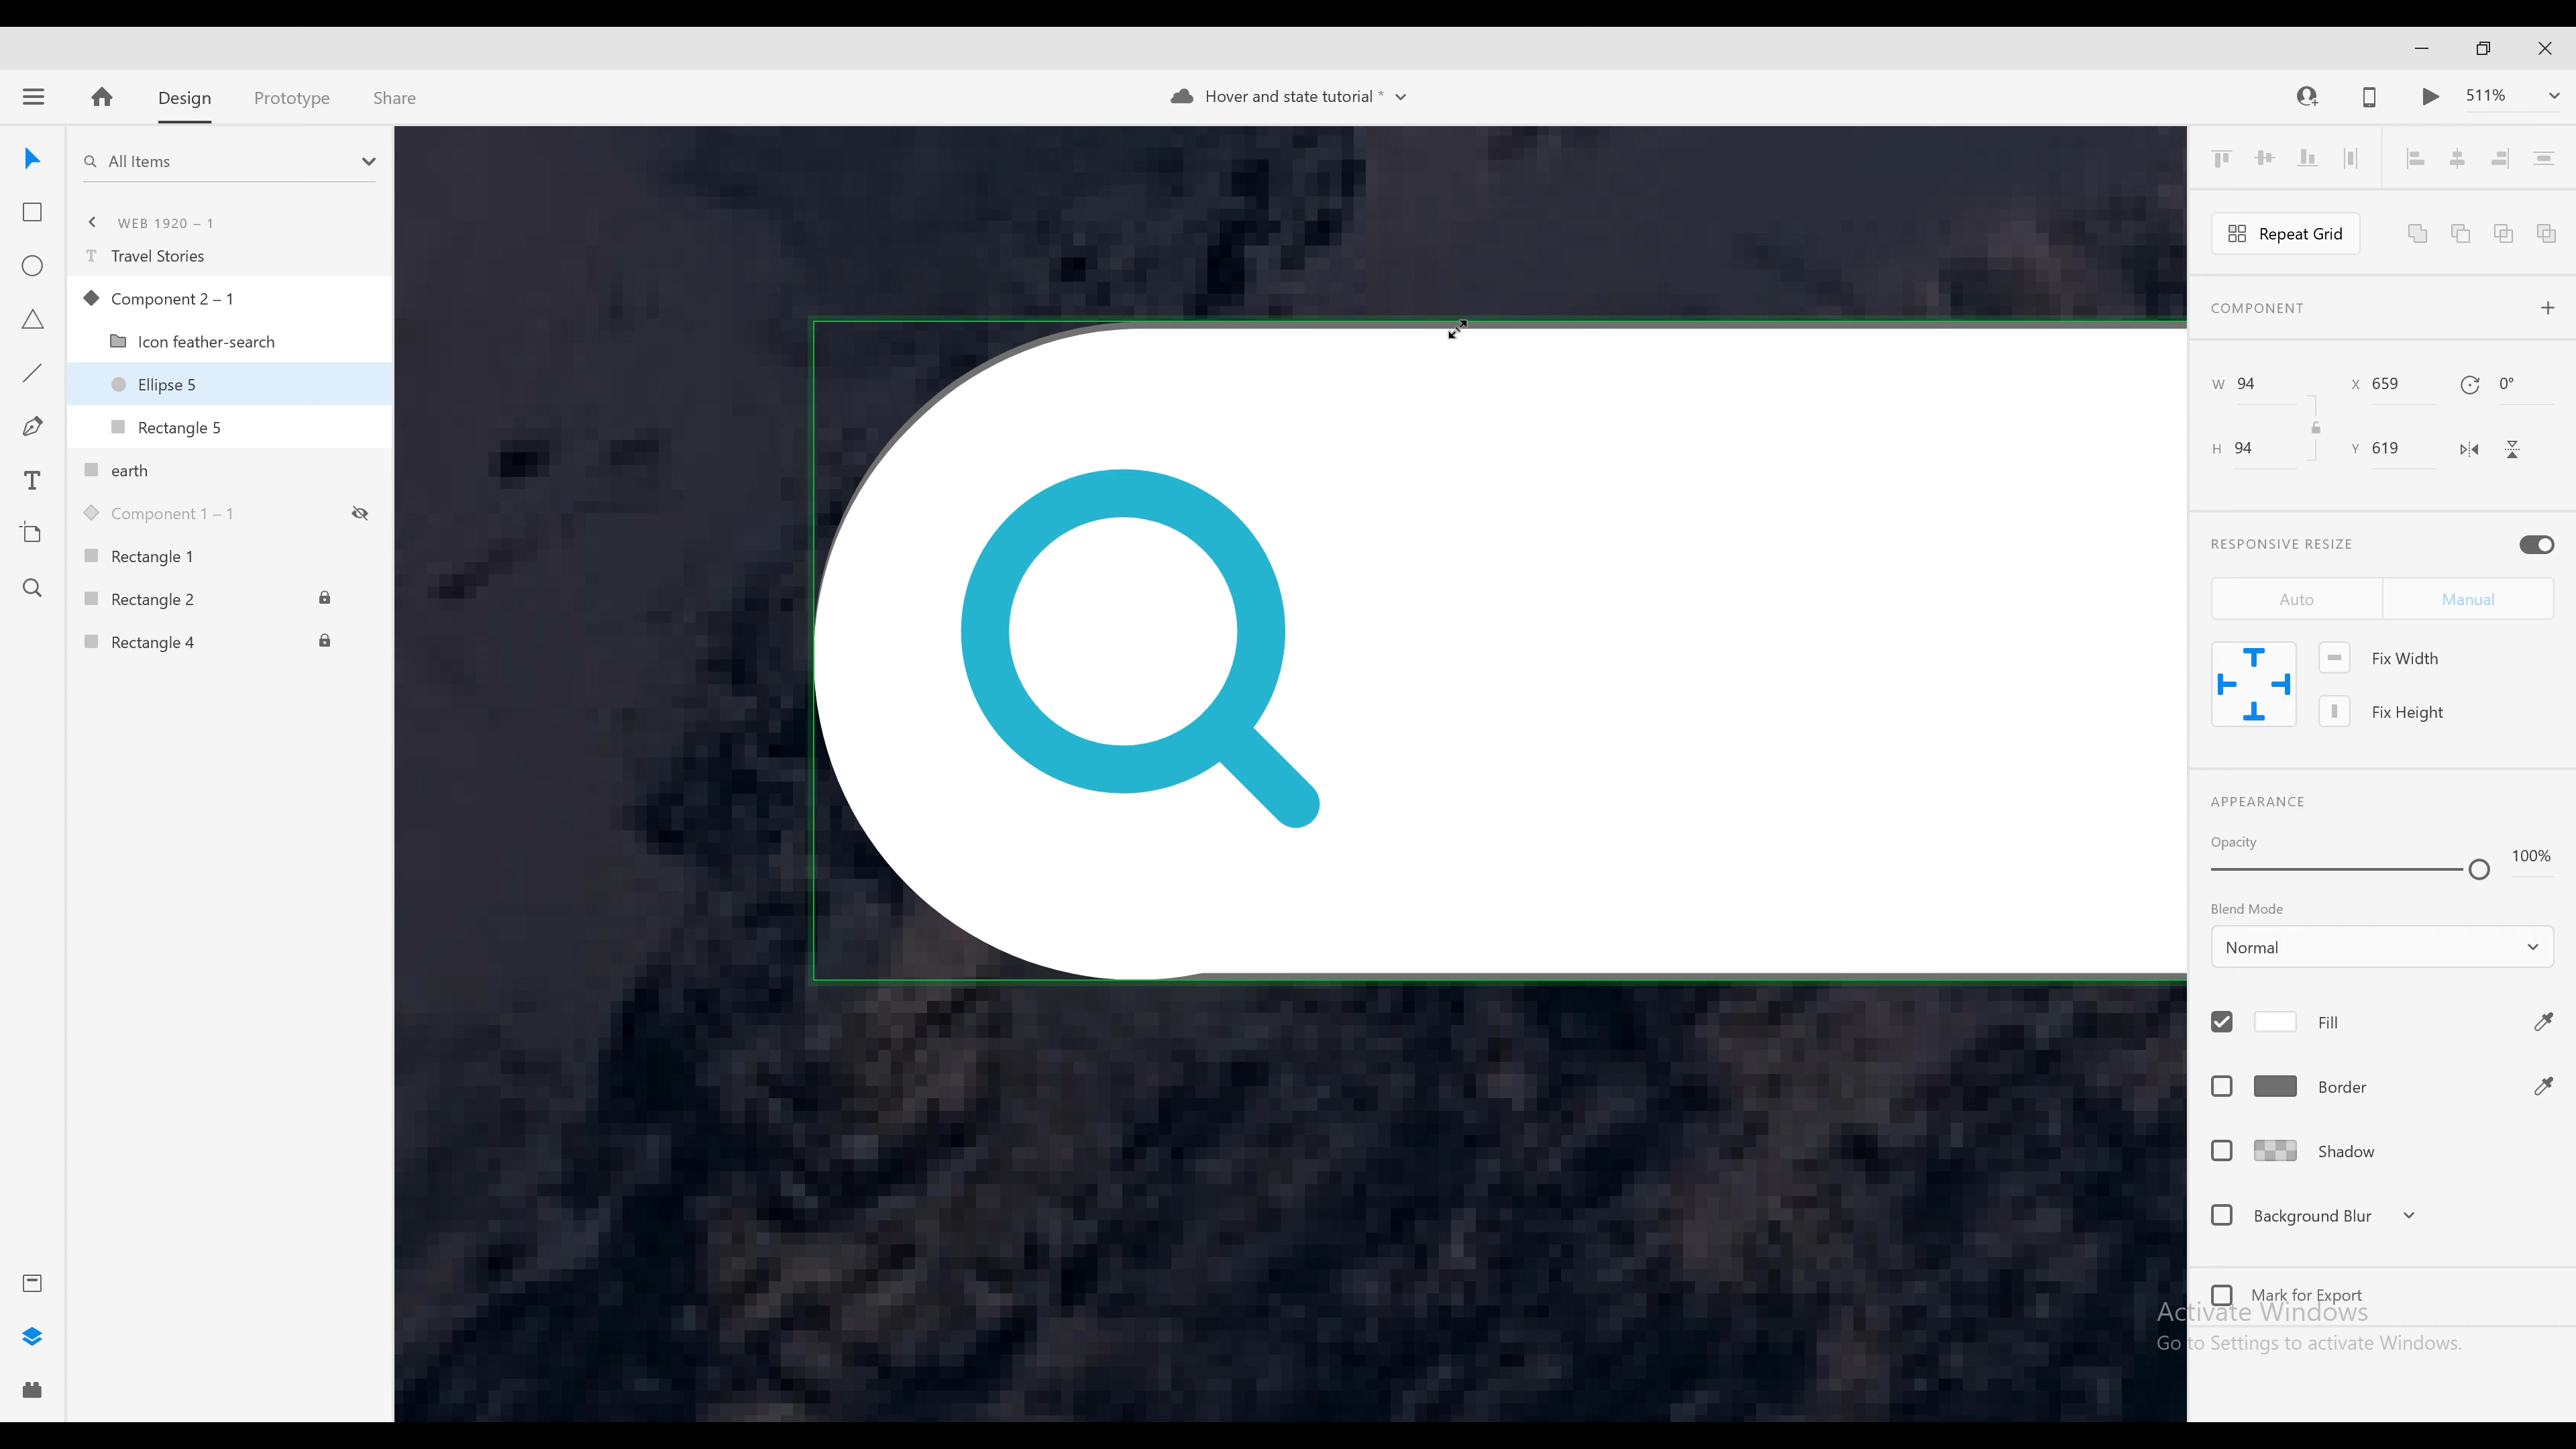 Design
Prototype
Share
Hover and state tutorial *
511%
All Items
WEB 1920 – 1
Travel Stories
Component 2 – 1
Icon feather-search
Ellipse 5
Rectangle 5
earth
Component 1 – 1
Rectangle 1
Rectangle 2
Rectangle 4
Repeat Grid
COMPONENT
W 94
X 659
0°
H 94
Y 619
RESPONSIVE RESIZE
Auto
Manual
Fix Width
Fix Height
APPEARANCE
Opacity
100%
Blend Mode
Normal
Fill
Border
Shadow
Background Blur
Mark for Export
Activate Windows
Go to Settings to activate Windows.